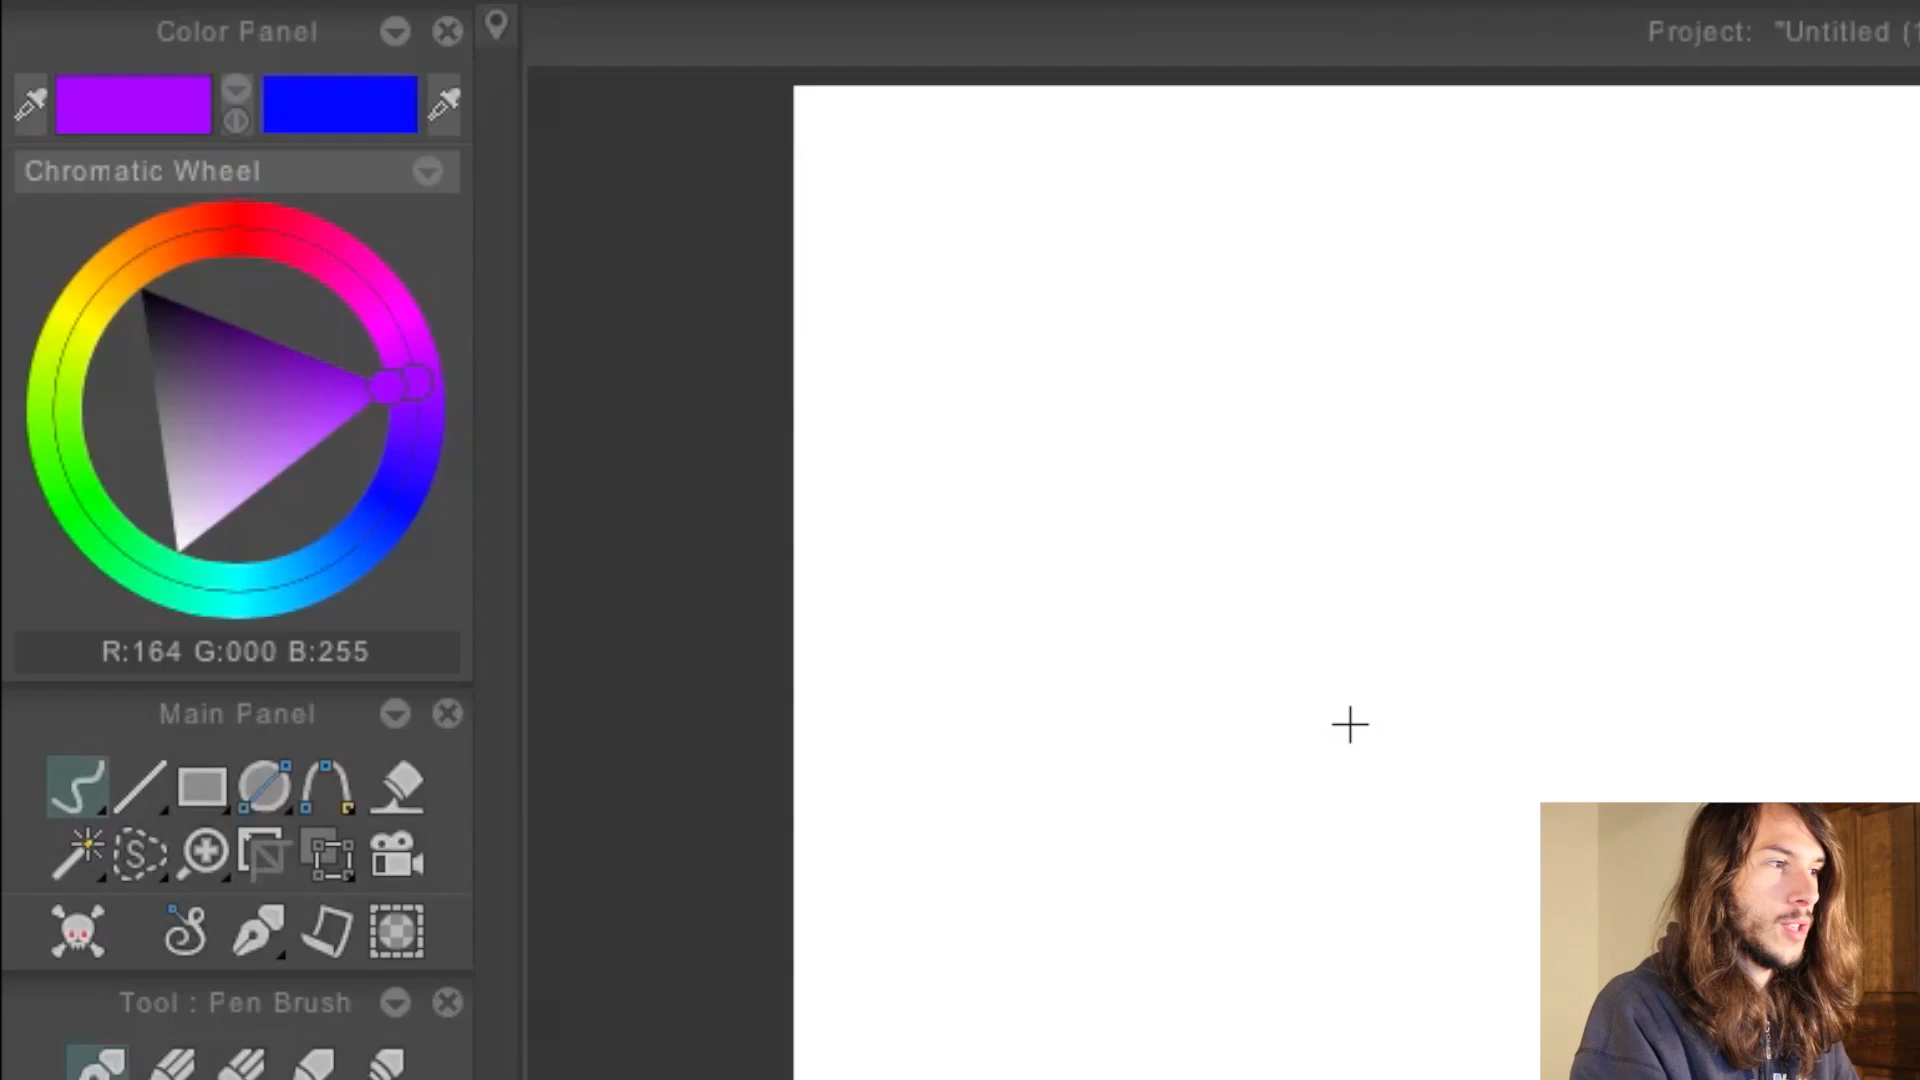 Color Panel
Project: "Untitled (
Chromatic Wheel
R:164 G:000 B:255
Main Panel
S
Tool : Pen Brush